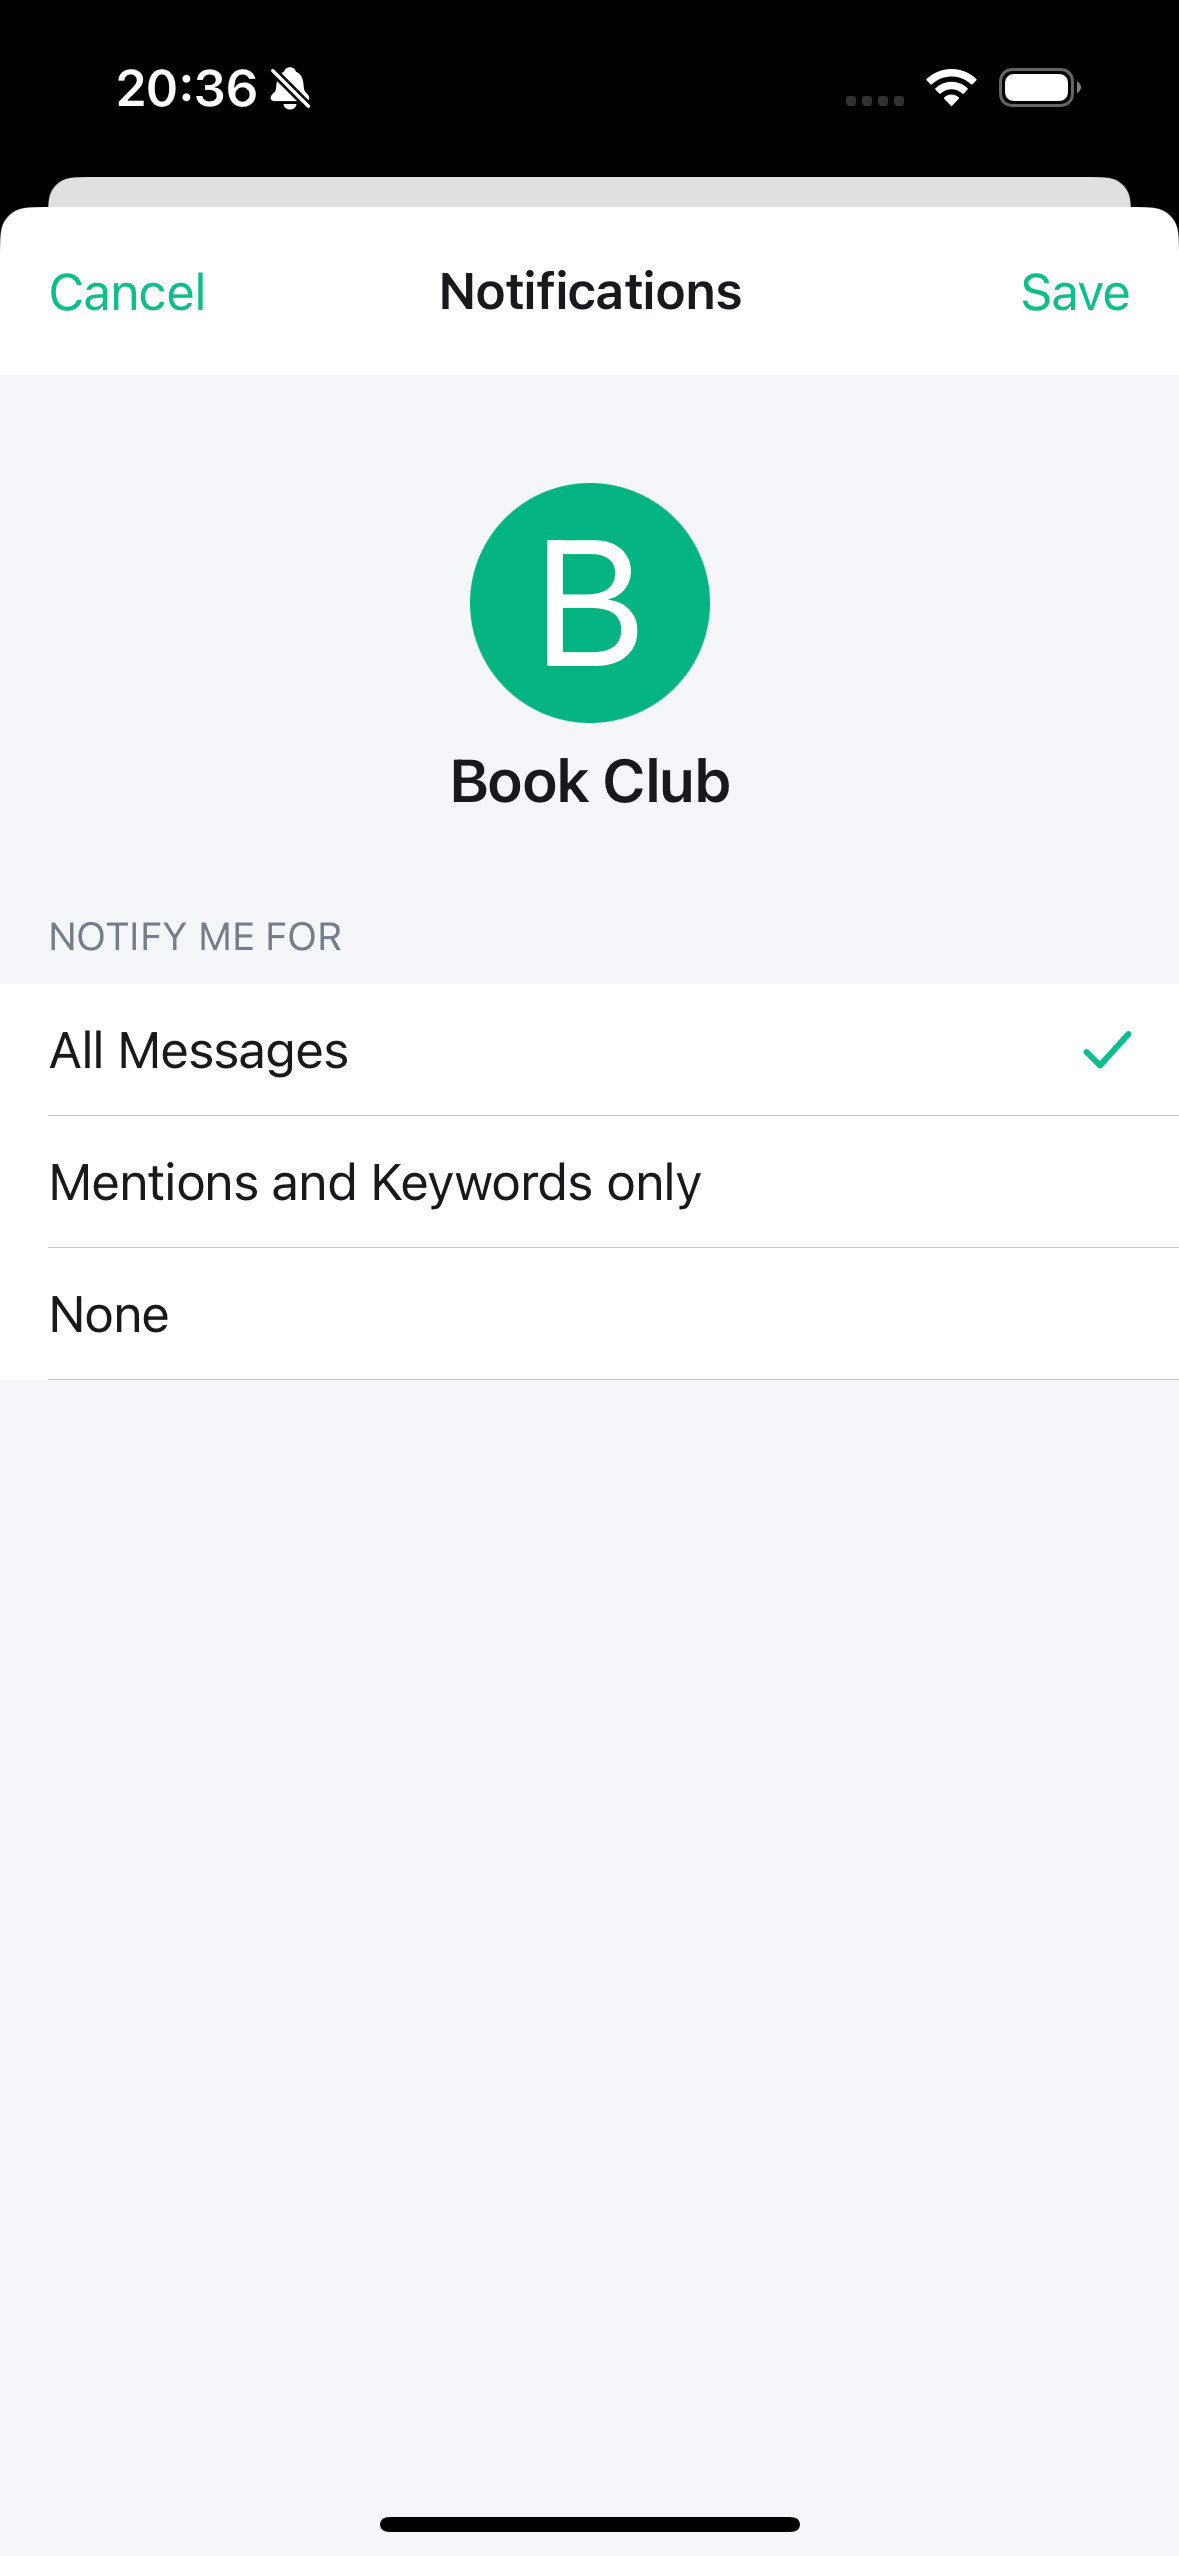 20:36
Cancel Notifications Save
B
Book Club
NOTIFY ME FOR
All Messages
Mentions and Keywords only
None